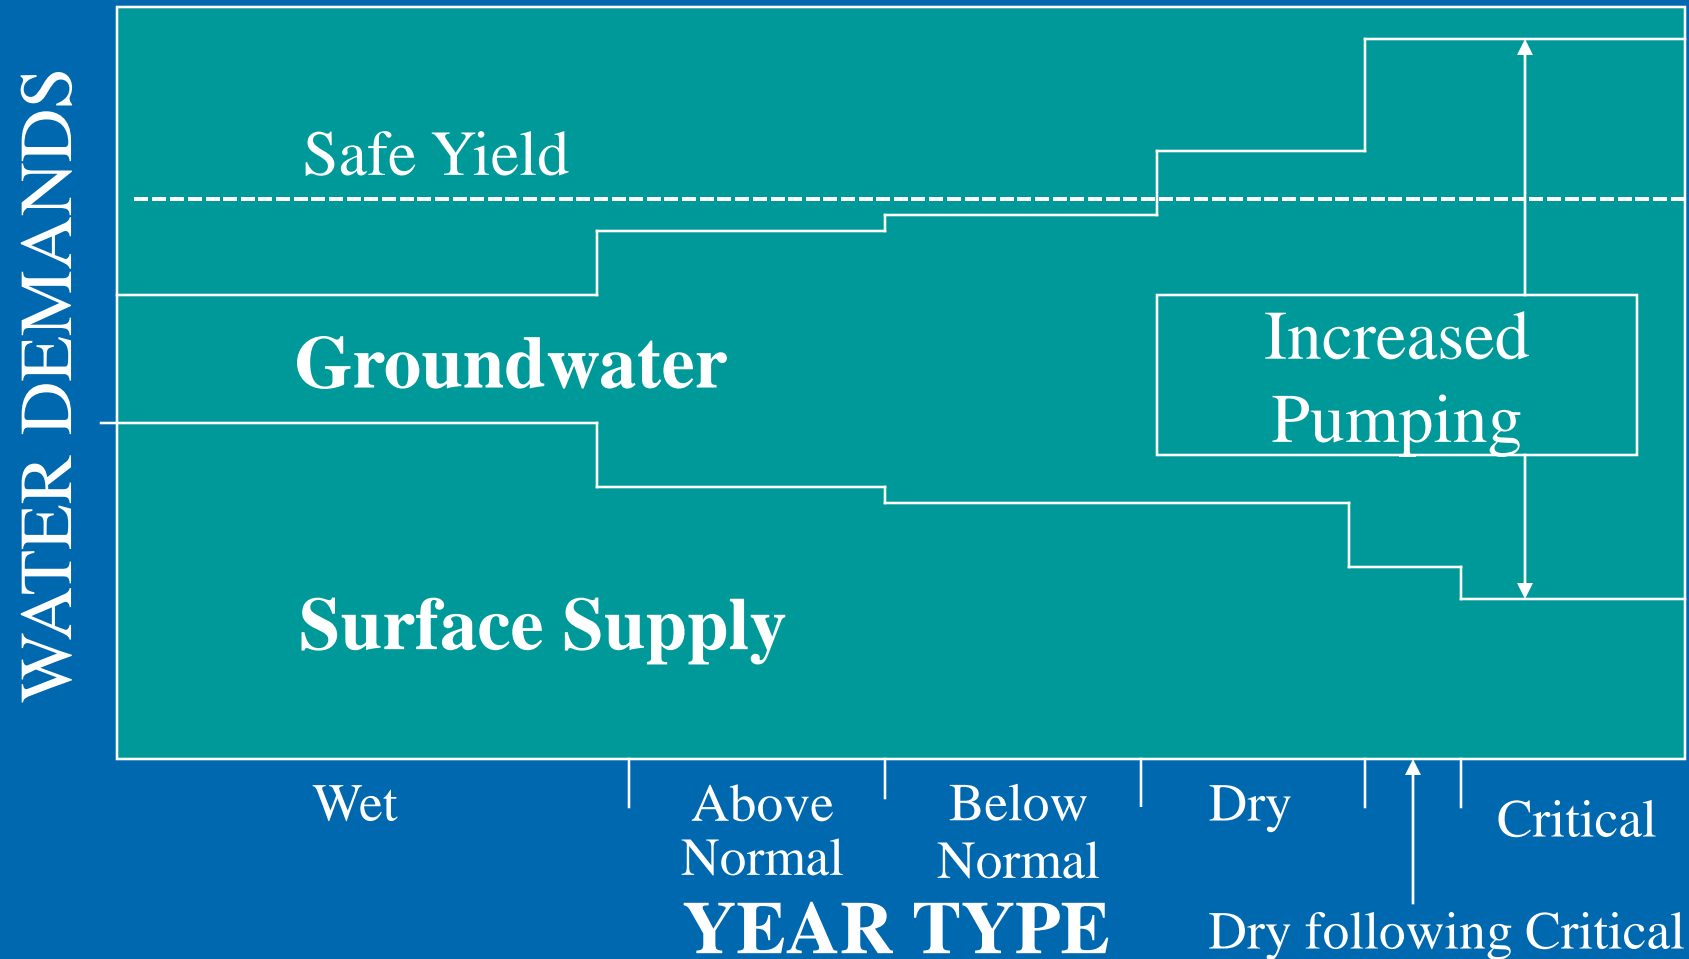 WATER DEMANDS
Safe Yield
Groundwater
Increased
Pumping
Surface Supply
Wet
Above
Normal
Below
Normal
Dry
Critical
YEAR TYPE
Dry following Critical